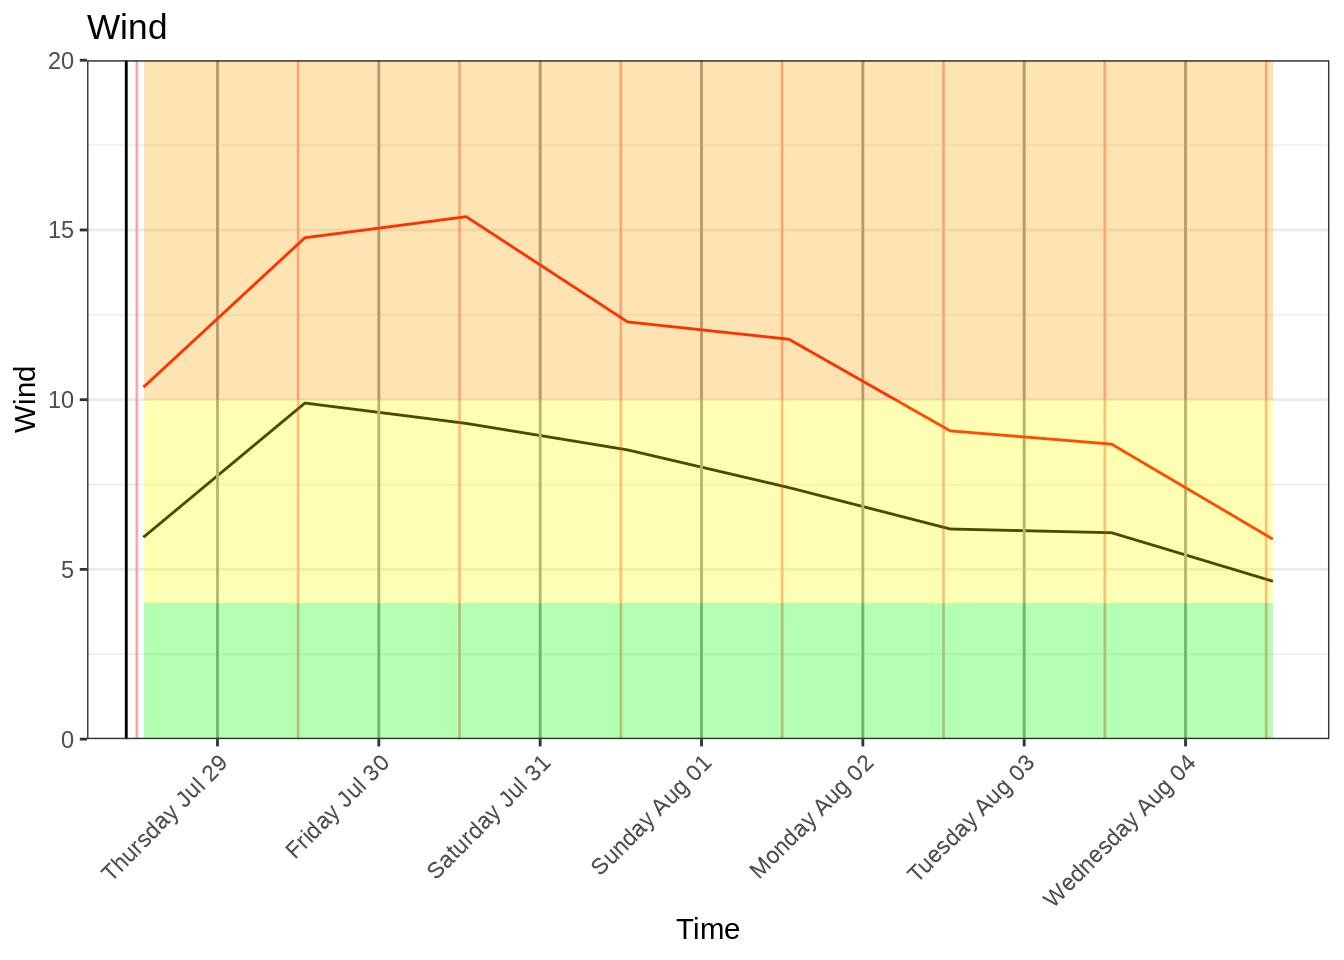 Wind
20
15
10
5
0
Wind
Thursday Jul 29
Friday Jul 30
Saturday Jul 31
Sunday Aug 01
Monday Aug 02
Tuesday Aug 03
Wednesday Aug 04
Time